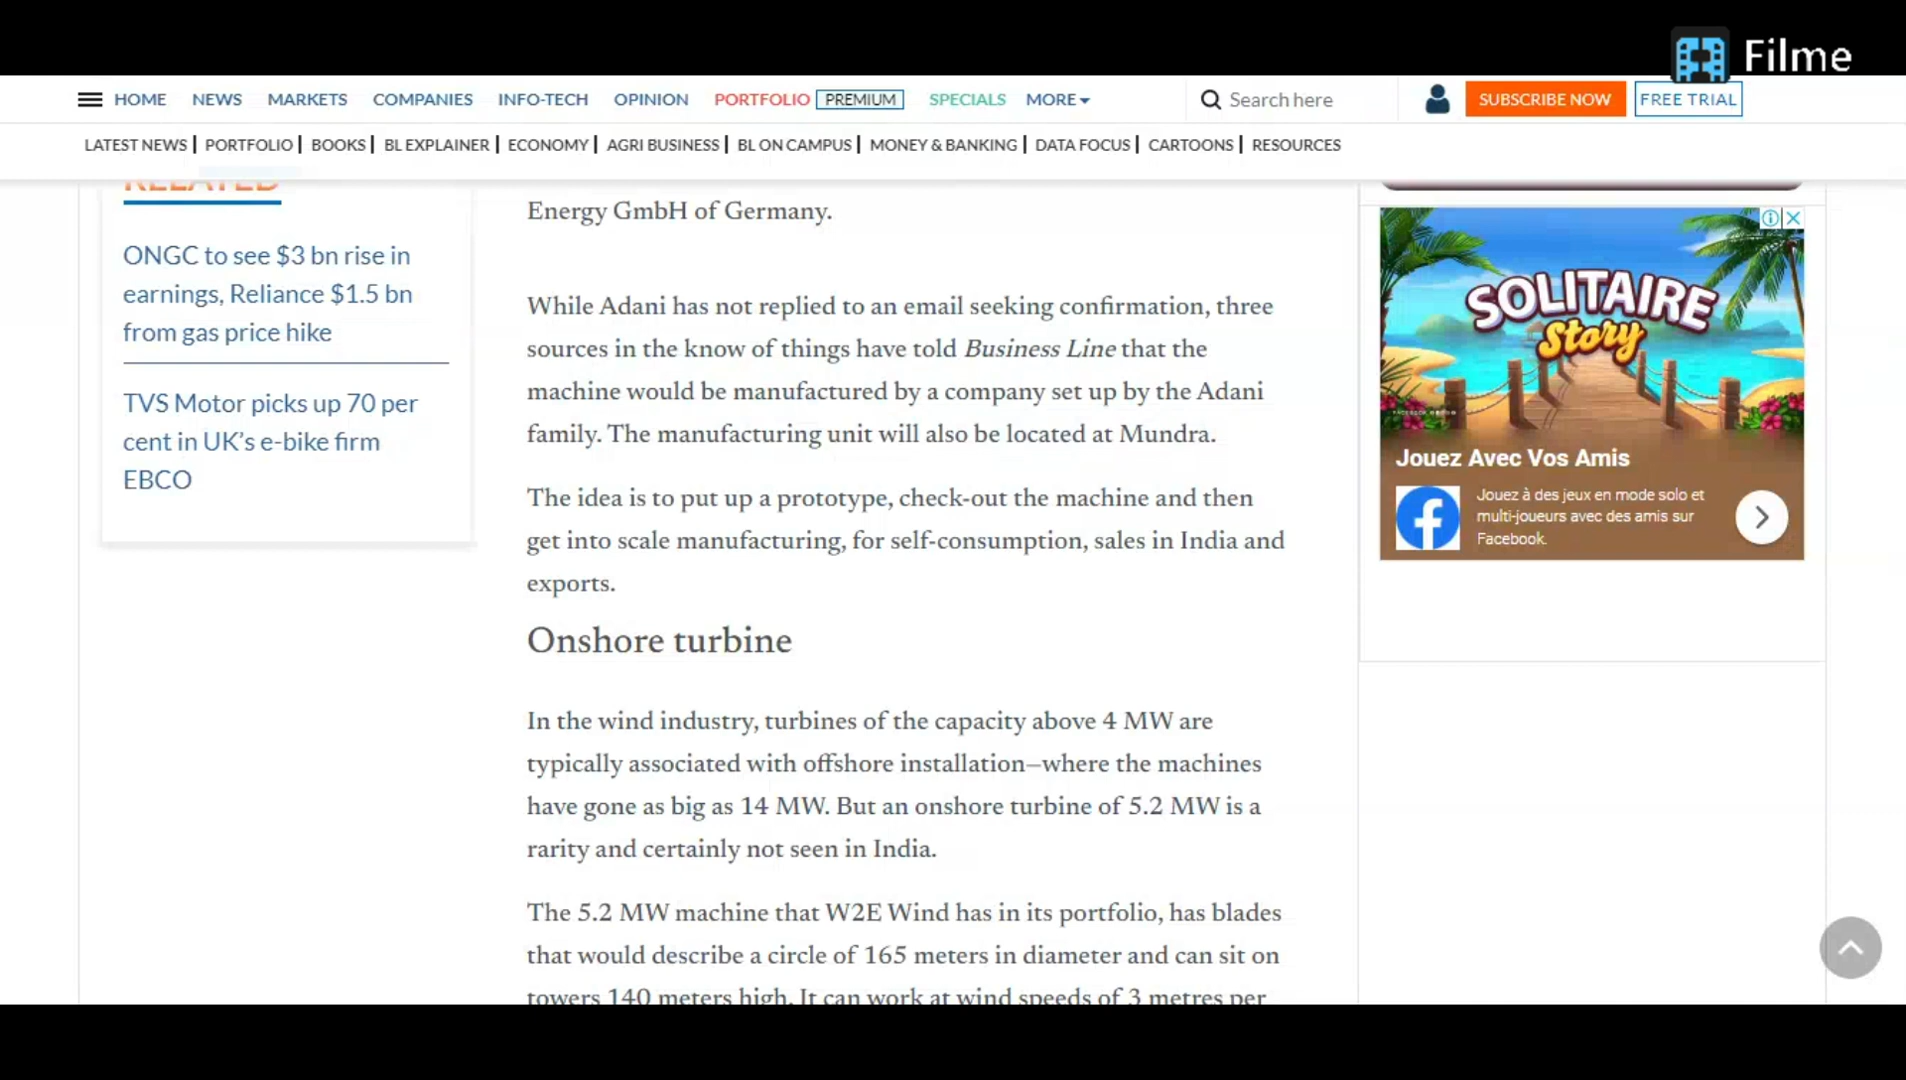 Filme
HOME NEWS MARKETS COMPANIES INFO-TECH OPINION PORTFOLIO PREMIUM SPECIALS MORE Search here SUBSCRIBE NOW FREE TRIAL
LATEST NEWS PORTFOLIO BOOKS BL EXPLAINER ECONOMY AGRI BUSINESS BL ON CAMPUS MONEY & BANKING DATA FOCUS CARTOONS RESOURCES
RELATED
ONGC to see $3 bn rise in
earnings, Reliance $1.5 bn
from gas price hike
TVS Motor picks up 70 per
cent in UK's e-bike firm
EBCO
Energy GmbH of Germany.
While Adani has not replied to an email seeking confirmation, three
sources in the know of things have told Business Line that the
machine would be manufactured by a company set up by the Adani
family. The manufacturing unit will also be located at Mundra.
The idea is to put up a prototype, check-out the machine and then
get into scale manufacturing, for self-consumption, sales in India and
exports.
Onshore turbine
In the wind industry, turbines of the capacity above 4 MW are
typically associated with offshore installation—where the machines
have gone as big as 14 MW. But an onshore turbine of 5.2 MW is a
rarity and certainly not seen in India.
The 5.2 MW machine that W2E Wind has in its portfolio, has blades
that would describe a circle of 165 meters in diameter and can sit on
towers 140 meters high. It can work at wind speeds of 3 metres per
SOLITAIRE
Story
Jouez Avec Vos Amis
Jouez à des jeux en mode solo et
multi-joueurs avec des amis sur
Facebook.